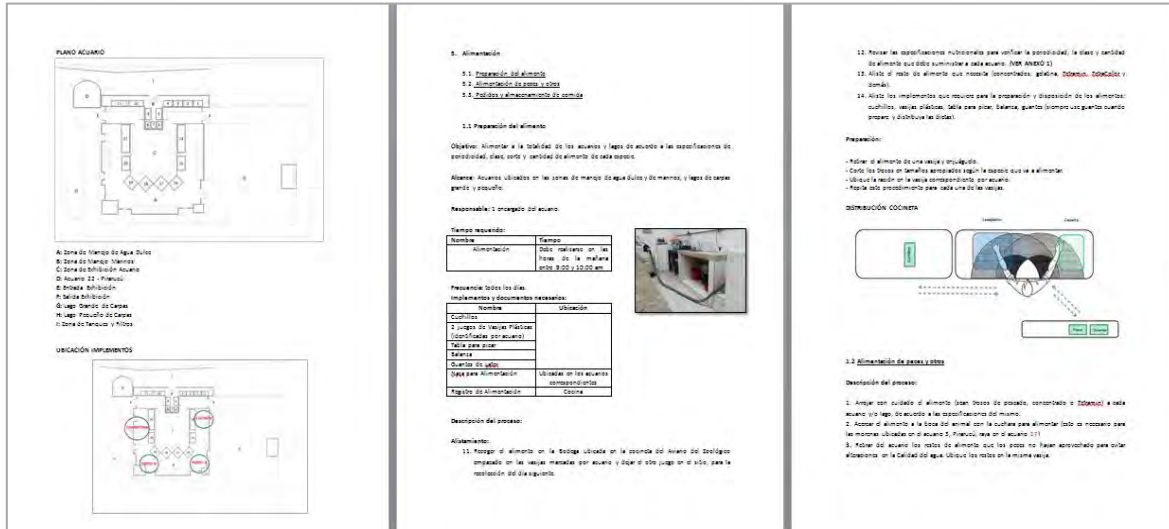 PLANO ACUARIO
A: Zona de Manejo de Agua Dulce
B: Zona de Manejo Marinos
C: Zona de Exhibición Acuario
D: Acuario 22 - Pirarucú
E: Entrada Exhibición
F: Salida Exhibición
G: Lago Grande de Carpas
H: Lago Pequeño de Carpas
I: Zona de Tanques y Filtros
UBICACIÓN IMPLEMENTOS
5. Alimentación
5.1. Preparación del alimento
5.2. Alimentación de peces y otros
5.3. Pedidos y almacenamiento de comida
1.1 Preparación del alimento
Objetivo: Alimentar a la totalidad de los acuarios y lagos de acuerdo a las especificaciones de
periodicidad, clase, corte y cantidad de alimento de cada especie.
Alcance: Acuarios ubicados en las zonas de manejo de agua dulce y de marinos, y lagos de carpas
grande y pequeño.
Responsable: 1 encargado del acuario.
Tiempo requerido:
Nombre Tiempo
Alimentación Debe realizarse en las
horas de la mañana
entre 9:00 y 10:00 am
Frecuencia: todos los días.
Implementos y documentos necesarios:
Nombre Ubicación
Cuchillos
2 juegos de Vasijas Plásticas
(identificadas por acuario)
Tabla para picar
Balanza
Guantes de
para Alimentación Ubicadas en los acuarios
correspondientes
Registro de Alimentación Cocina
Descripción del proceso:
Alistamiento:
11. Recoger el alimento en la Bodega ubicada en la cocineta del Aviario del Zoológico
empacado en las vasijas marcadas por acuario y dejar el otro juego en el sitio, para la
recolección del día siguiente.
12. Revisar las especificaciones nutricionales para verificar la periodicidad, la clase y cantidad
de alimento que debe suministrar a cada acuario. (VER ANEXO 1)
13. Aliste el resto de alimento que necesita (concentrados, gelatina, y
demás).
14. Aliste los implementos que requiere para la preparación y disposición de los alimentos:
cuchillos, vasijas plásticas, tabla para picar, balanza, guantes (siempre use guantes cuando
prepare y distribuya las dietas).
Preparación:
- Retirar el alimento de una vasija y enjuáguelo.
- Corte los trozos en tamaños apropiados según la especie que va a alimentar.
- Ubique la ración en la vasija correspondiente por acuario.
- Repita este procedimiento para cada una de las vasijas.
DISTRIBUCIÓN COCINETA
1.2 Alimentación de peces y otros
Descripción del proceso:
1. Arrojar con cuidado el alimento (sean trozos de pescado, concentrado o ) a cada
acuario y/o lago, de acuerdo a las especificaciones del mismo.
2. Acercar el alimento a la boca del animal con la cuchara para alimentar (esto es necesario para
las morenas ubicadas en el acuario 5, Pirarucú, raya en el acuario
3. Retirar del acuario los restos de alimento que los peces no hayan aprovechado para evitar
alteraciones en la Calidad del agua. Ubique los restos en la misma vasija.